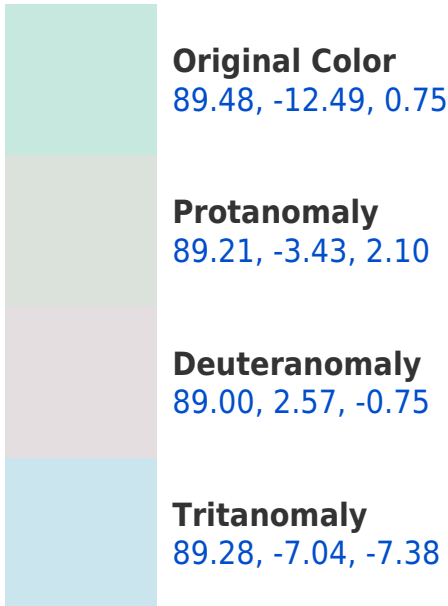 Original Color
89.48, -12.49, 0.75
Protanomaly
89.21, -3.43, 2.10
Deuteranomaly
89.00, 2.57, -0.75
Tritanomaly
89.28, -7.04, -7.38